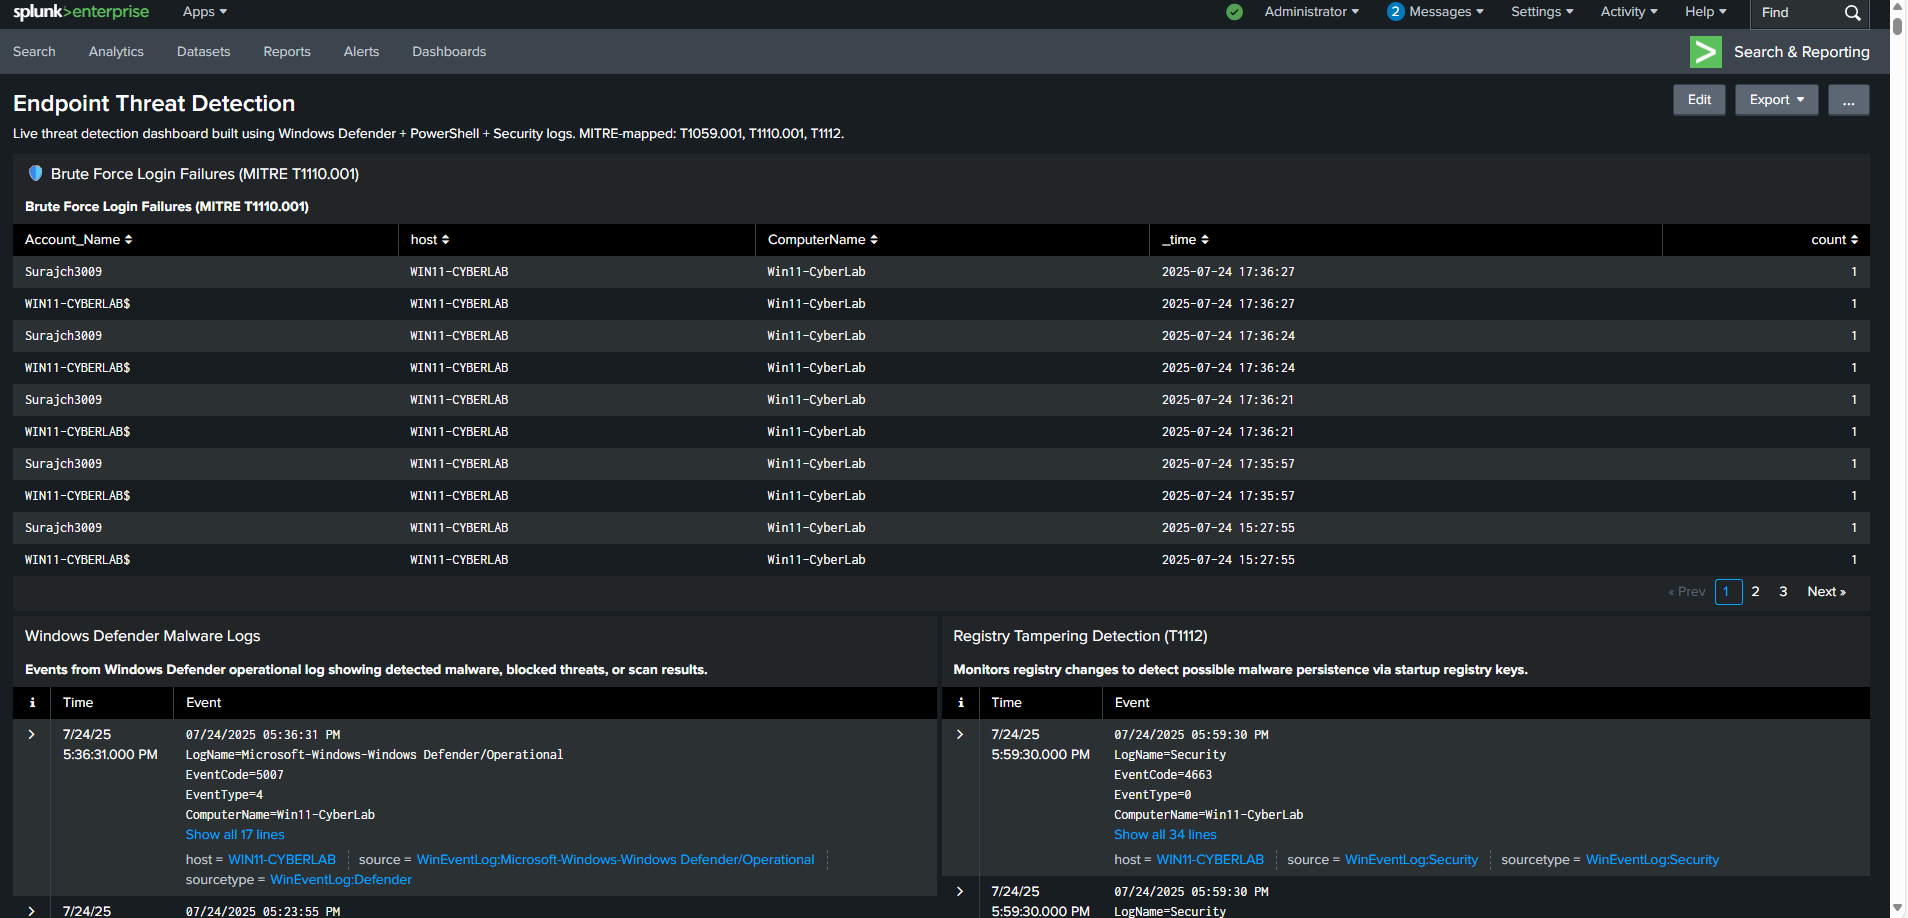 splunk>enterprise Apps Administrator 2 Messages Settings Activity Help Find
Search Analytics Datasets Reports Alerts Dashboards Search & Reporting
Endpoint Threat Detection Edit Export ...
Live threat detection dashboard built using Windows Defender + PowerShell + Security logs. MITRE-mapped: T1059.001, T1110.001, T1112.
Brute Force Login Failures (MITRE T1110.001)
Brute Force Login Failures (MITRE T1110.001)
Account_Name host ComputerName _time count
Surajch3009 WIN11-CYBERLAB Win11-CyberLab 2025-07-24 17:36:27 1
WIN11-CYBERLAB$ WIN11-CYBERLAB Win11-CyberLab 2025-07-24 17:36:27 1
Surajch3009 WIN11-CYBERLAB Win11-CyberLab 2025-07-24 17:36:24 1
WIN11-CYBERLAB$ WIN11-CYBERLAB Win11-CyberLab 2025-07-24 17:36:24 1
Surajch3009 WIN11-CYBERLAB Win11-CyberLab 2025-07-24 17:36:21 1
WIN11-CYBERLAB$ WIN11-CYBERLAB Win11-CyberLab 2025-07-24 17:36:21 1
Surajch3009 WIN11-CYBERLAB Win11-CyberLab 2025-07-24 17:35:57 1
WIN11-CYBERLAB$ WIN11-CYBERLAB Win11-CyberLab 2025-07-24 17:35:57 1
Surajch3009 WIN11-CYBERLAB Win11-CyberLab 2025-07-24 15:27:55 1
WIN11-CYBERLAB$ WIN11-CYBERLAB Win11-CyberLab 2025-07-24 15:27:55 1
« Prev 1 2 3 Next »
Windows Defender Malware Logs
Events from Windows Defender operational log showing detected malware, blocked threats, or scan results.
i Time Event
7/24/25 07/24/2025 05:36:31 PM
5:36:31.000 PM LogName=Microsoft-Windows-Windows Defender/Operational
EventCode=5007
EventType=4
ComputerName=Win11-CyberLab
Show all 17 lines
host = WIN11-CYBERLAB source = WinEventLog:Microsoft-Windows-Windows Defender/Operational
sourcetype = WinEventLog:Defender
7/24/25 07/24/2025 05:23:55 PM
Registry Tampering Detection (T1112)
Monitors registry changes to detect possible malware persistence via startup registry keys.
i Time Event
7/24/25 07/24/2025 05:59:30 PM
5:59:30.000 PM LogName=Security
EventCode=4663
EventType=0
ComputerName=Win11-CyberLab
Show all 34 lines
host = WIN11-CYBERLAB source = WinEventLog:Security sourcetype = WinEventLog:Security
7/24/25 07/24/2025 05:59:30 PM
5:59:30.000 PM LogName=Security